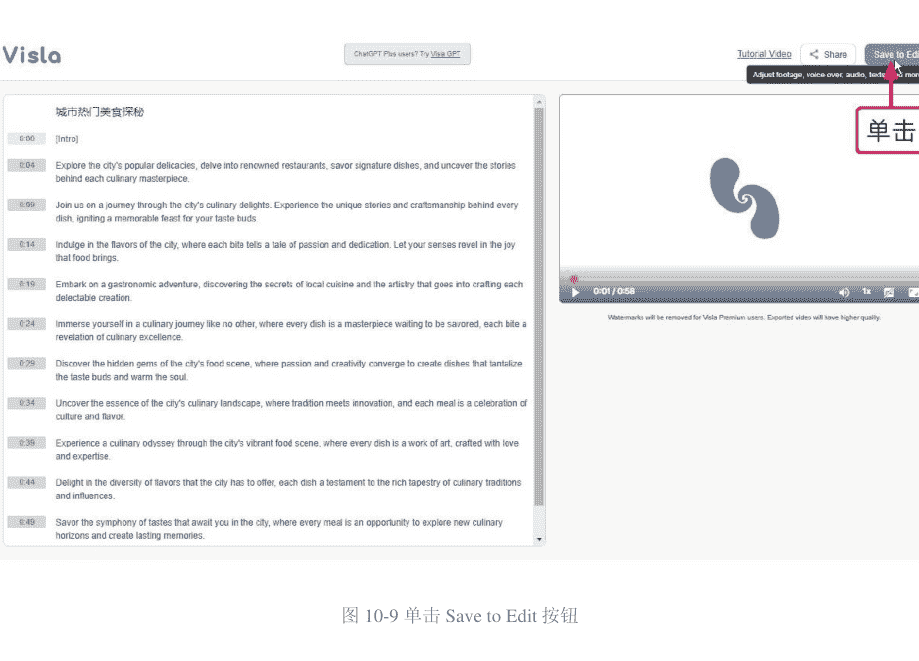 Visla
ChatGPT Plus users? Try Visla GPT
Tutorial Video
Share
Save to Edi
Adjust footage, voice over, audio, texts
单击
城市热门美食探秘
0:00 [Intro]
0:04 Explore the city's popular delicacies, delve into renowned restaurants, savor signature dishes, and uncover the stories
behind each culinary masterpiece.
0:09 Join us on a journey through the city's culinary delights. Experience the unique stories and craftsmanship behind every
dish, igniting a memorable feast for your taste buds.
0:14 Indulge in the flavors of the city, where each bite tells a tale of passion and dedication. Let your senses revel in the joy
that food brings.
0:19 Embark on a gastronomic adventure, discovering the secrets of local cuisine and the artistry that goes into crafting each
delectable creation.
0:24 Immerse yourself in a culinary journey like no other, where every dish is a masterpiece waiting to be savored, each bite a
revelation of culinary excellence.
0:29 Discover the hidden gems of the city's food scene, where passion and creativity converge to create dishes that tantalize
the taste buds and warm the soul.
0:34 Uncover the essence of the city's culinary landscape, where tradition meets innovation, and each meal is a celebration of
culture and flavor.
0:39 Experience a culinary odyssey through the city's vibrant food scene, where every dish is a work of art, crafted with love
and expertise.
0:44 Delight in the diversity of flavors that the city has to offer, each dish a testament to the rich tapestry of culinary traditions
and influences.
0:49 Savor the symphony of tastes that await you in the city, where every meal is an opportunity to explore new culinary
horizons and create lasting memories.
0:01 / 0:58
1x
Watermarks will be removed for Visla Premium users. Exported video will have higher quality.
图 10-9 单击 Save to Edit 按钮